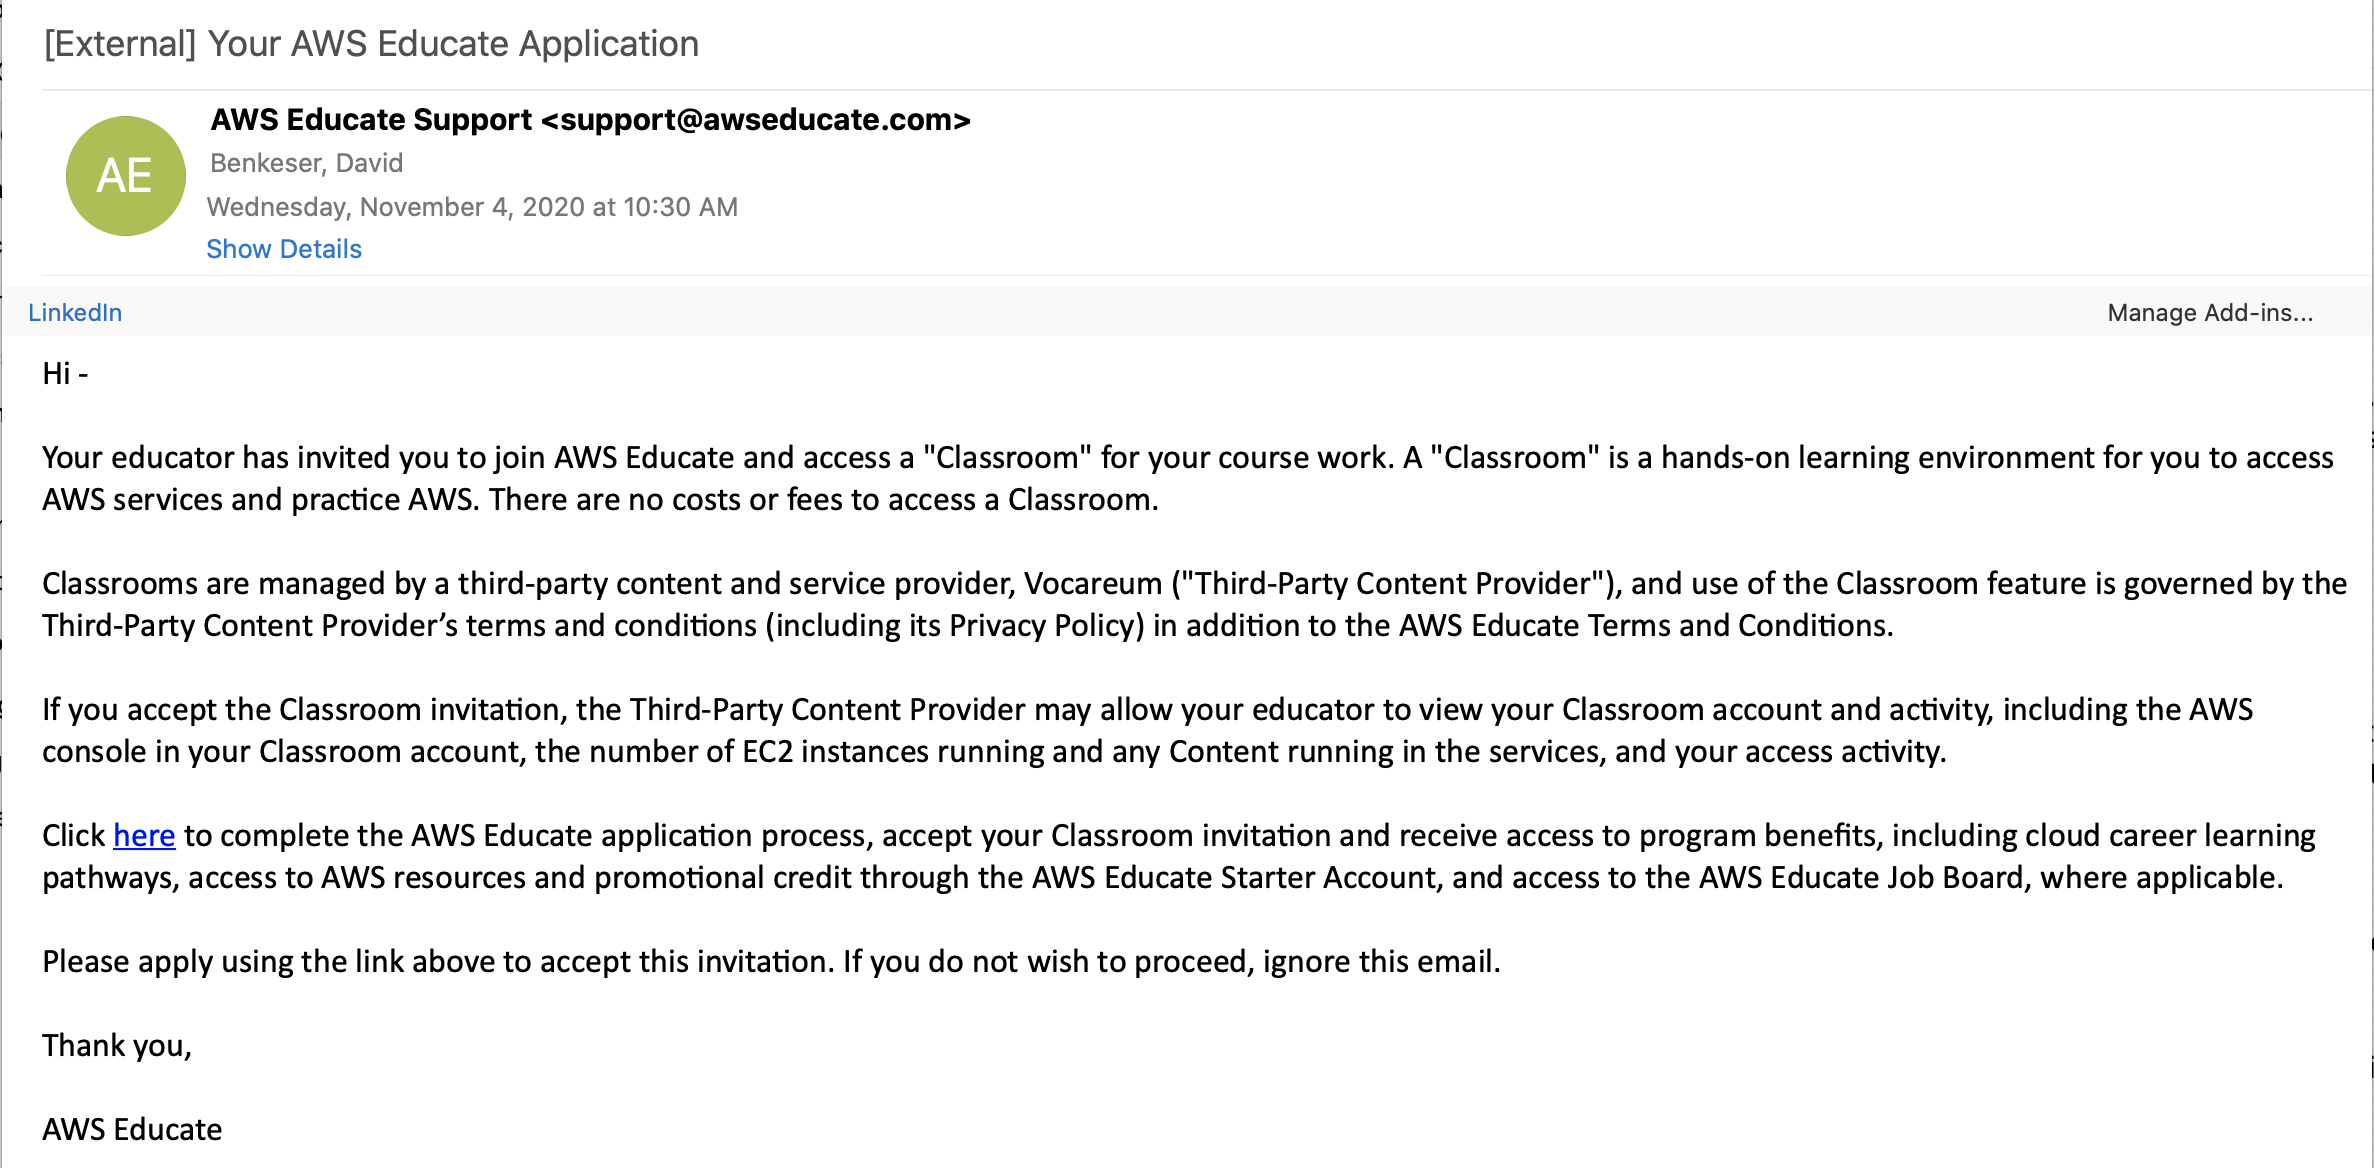 [External] Your AWS Educate Application
AE
AWS Educate Support <support@awseducate.com>
Benkeser, David
Wednesday, November 4, 2020 at 10:30 AM
Show Details
LinkedIn
Manage Add-ins...
Hi -
Your educator has invited you to join AWS Educate and access a "Classroom" for your course work. A "Classroom" is a hands-on learning environment for you to access
AWS services and practice AWS. There are no costs or fees to access a Classroom.
Classrooms are managed by a third-party content and service provider, Vocareum ("Third-Party Content Provider"), and use of the Classroom feature is governed by the
Third-Party Content Provider’s terms and conditions (including its Privacy Policy) in addition to the AWS Educate Terms and Conditions.
If you accept the Classroom invitation, the Third-Party Content Provider may allow your educator to view your Classroom account and activity, including the AWS
console in your Classroom account, the number of EC2 instances running and any Content running in the services, and your access activity.
Click here to complete the AWS Educate application process, accept your Classroom invitation and receive access to program benefits, including cloud career learning
pathways, access to AWS resources and promotional credit through the AWS Educate Starter Account, and access to the AWS Educate Job Board, where applicable.
Please apply using the link above to accept this invitation. If you do not wish to proceed, ignore this email.
Thank you,
AWS Educate